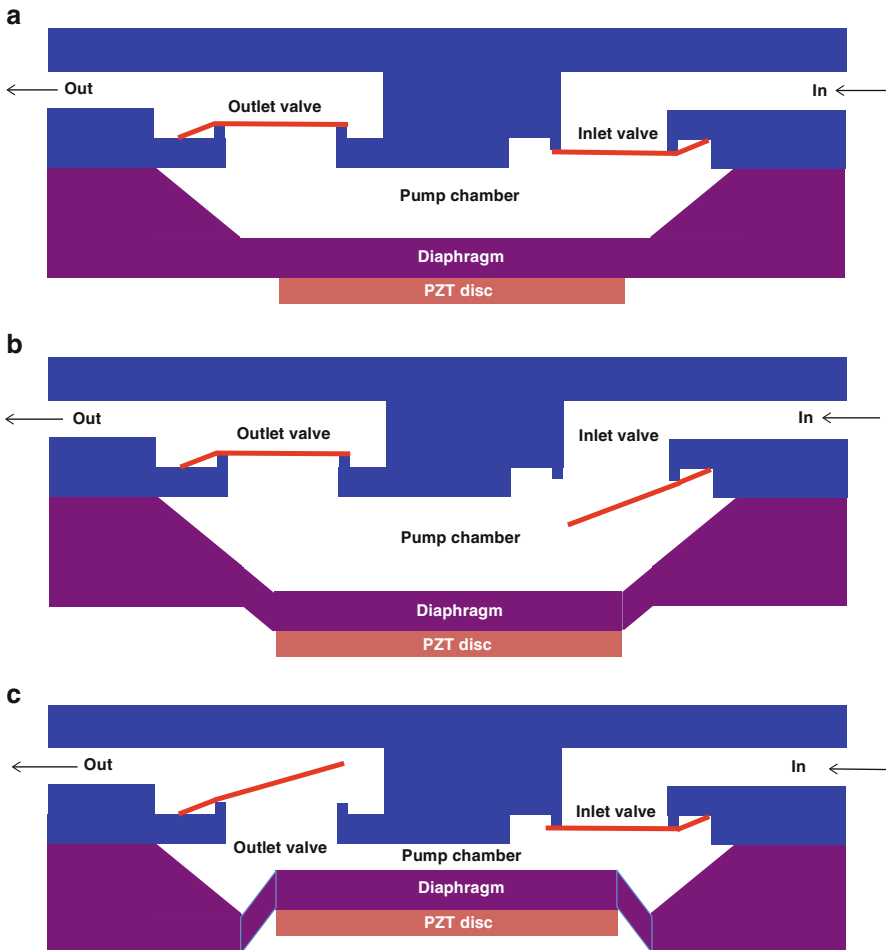 a
Out
In
Outlet valve
Inlet valve
Pump chamber
Diaphragm
PZT disc
b
Out
In
Outlet valve
Inlet valve
Pump chamber
Diaphragm
PZT disc
c
Out
In
Inlet valve
Outlet valve
Pump chamber
Diaphragm
PZT disc